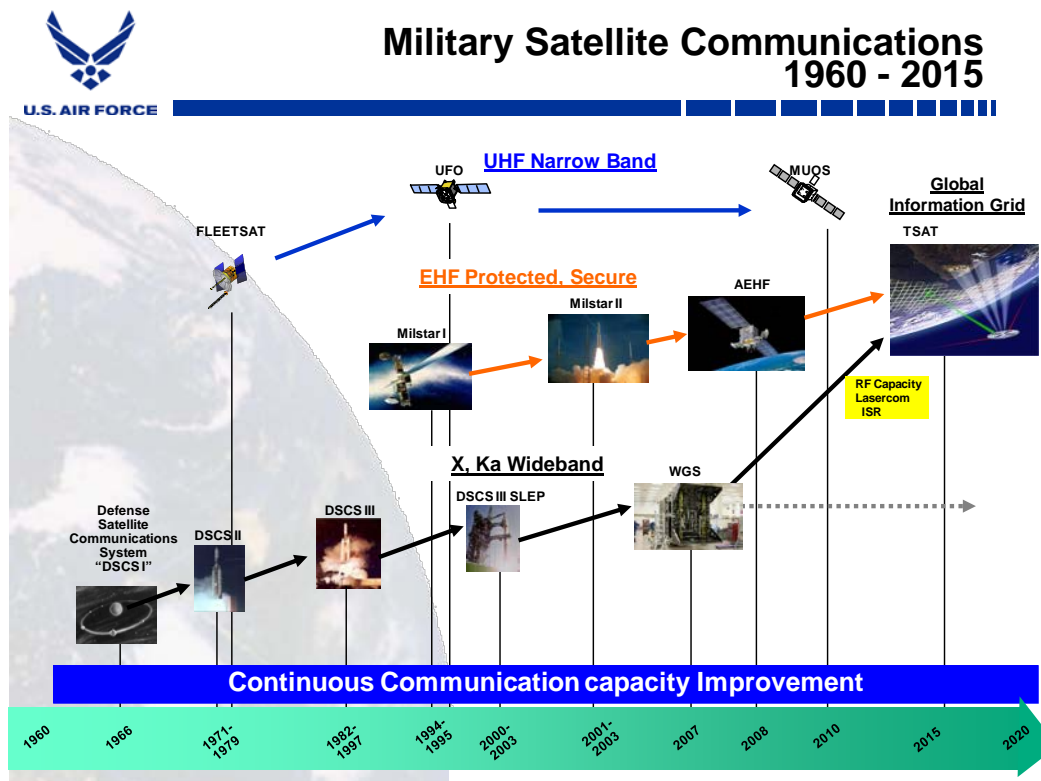 Military Satellite Communications
1960 - 2015
U.S. AIR FORCE
UHF Narrow Band
UFO
MUOS
Global
Information Grid
FLEETSAT
TSAT
EHF Protected, Secure
AEHF
Milstar II
Milstar I
RF Capacity
Lasercom
ISR
X, Ka Wideband
WGS
DSCS III SLEP
Defense
Satellite
Communications
System
“DSCS I”
DSCS II
DSCS III
Continuous Communication capacity Improvement
1960
1966
1971-
1979
1982-
1997
1994-
1995
2000-
2003
2001-
2003
2007
2008
2010
2015
2020